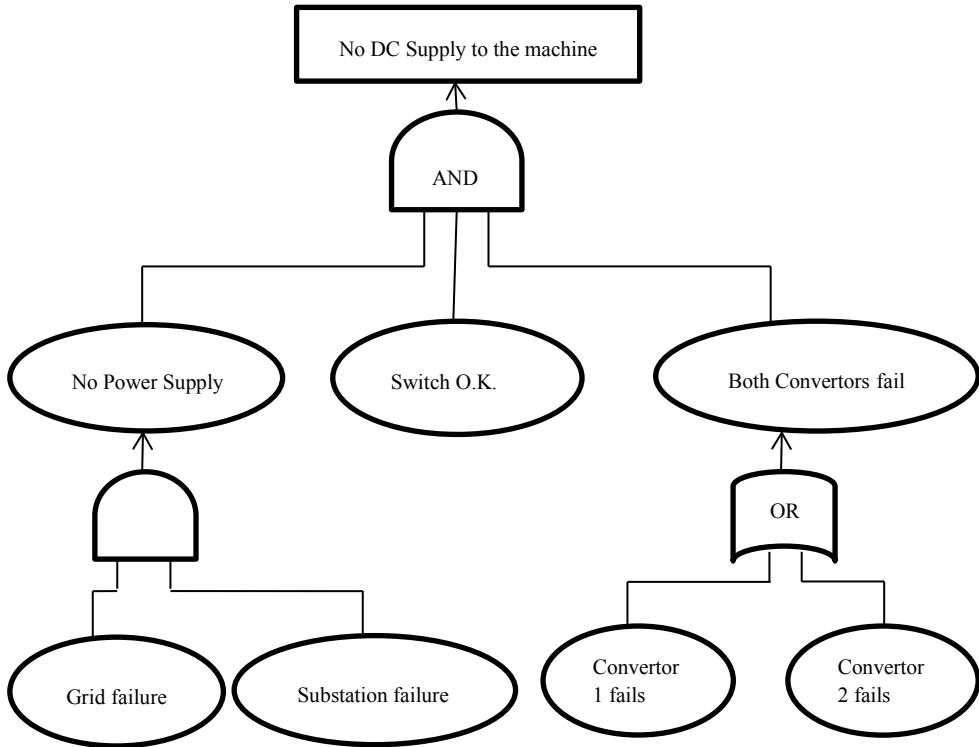 No DC Supply to the machine
AND
No Power Supply
Switch O.K.
Both Convertors fail
OR
Grid failure
Substation failure
Convertor
1 fails
Convertor
2 fails